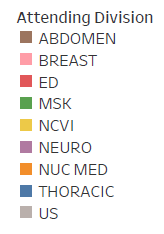 Attending Division
ABDOMEN
BREAST
ED
MSK
NCVI
NEURO
NUC MED
THORACIC
US